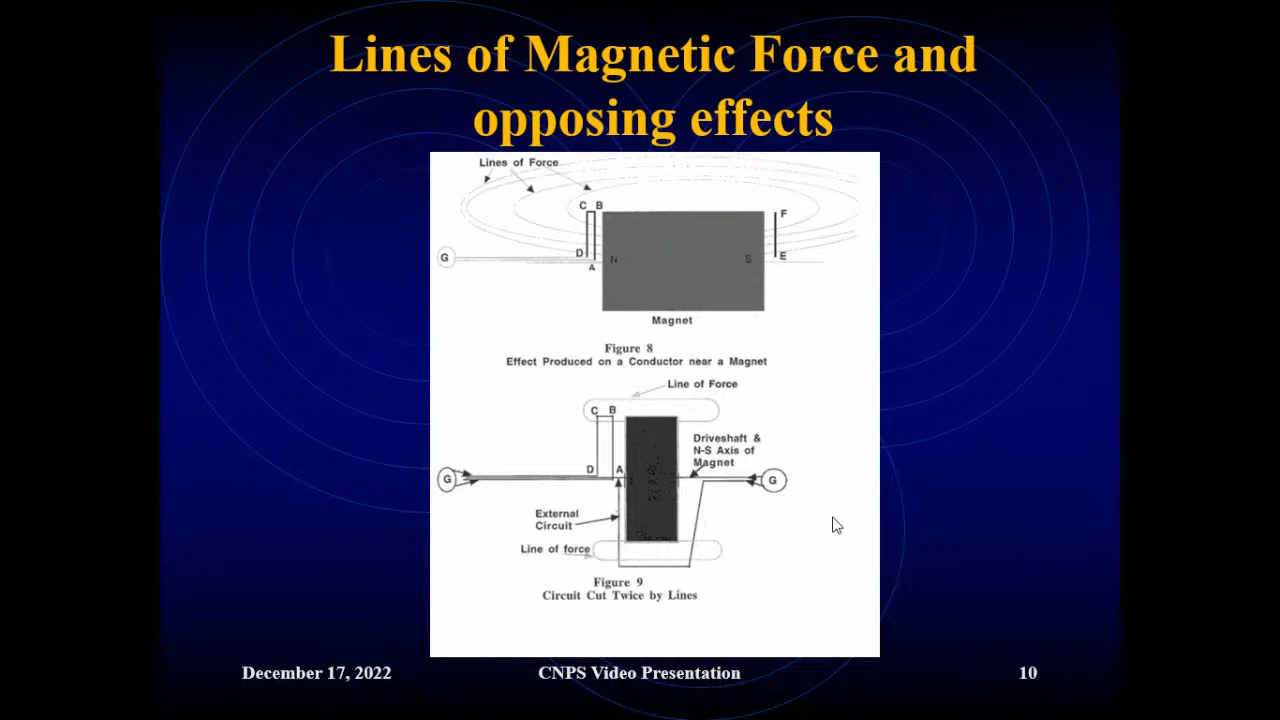 Lines of Magnetic Force and
opposing effects
Lines of Force
C B
F
D
E
G
A
N
S
Magnet
Figure 8
Effect Produced on a Conductor near a Magnet
Line of Force
C B
Driveshaft &
N-S Axis of
Magnet
D
A
G
G
External
Circuit
Line of force
Figure 9
Circuit Cut Twice by Lines
December 17, 2022
CNPS Video Presentation
10